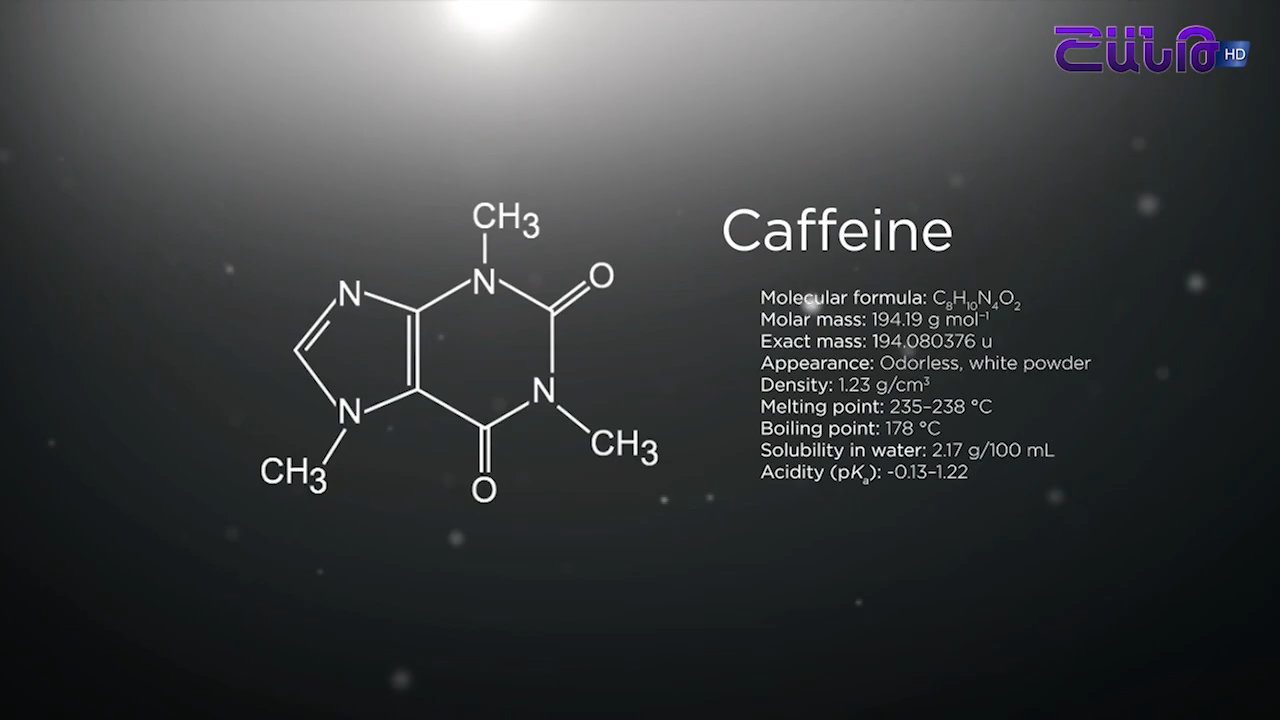 Շանթ HD
CH3
N
N
O
N
N
CH3
CH3
O
Caffeine
Molecular formula: C₈H₁₀N₄O₂
Molar mass: 194.19 g mol⁻¹
Exact mass: 194.080376 u
Appearance: Odorless, white powder
Density: 1.23 g/cm³
Melting point: 235–238 °C
Boiling point: 178 °C
Solubility in water: 2.17 g/100 mL
Acidity (pKₐ): -0.13–1.22